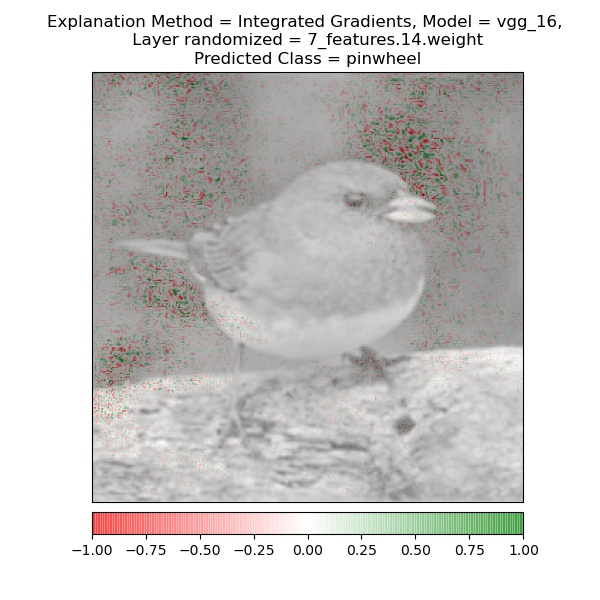 Explanation Method = Integrated Gradients, Model = vgg_16,
Layer randomized = 7_features.14.weight
Predicted Class = pinwheel
−1.00 −0.75 −0.50 −0.25 0.00 0.25 0.50 0.75 1.00